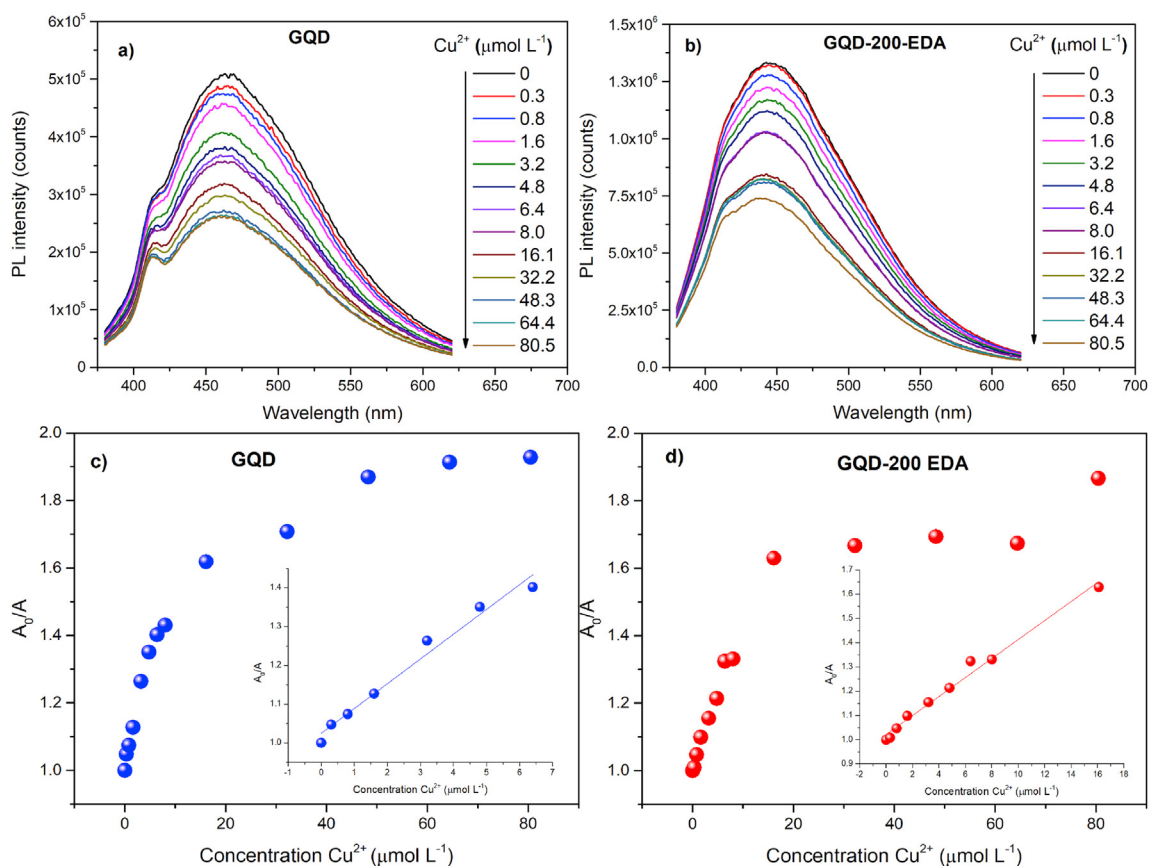 a)
GQD
Cu²⁺ (μmol L⁻¹)
0
0.3
0.8
1.6
3.2
4.8
6.4
8.0
16.1
32.2
48.3
64.4
80.5
6x10⁵
5x10⁵
4x10⁵
3x10⁵
2x10⁵
1x10⁵
0
PL intensity (counts)
400 450 500 550 600 650 700
Wavelength (nm)
b)
GQD-200-EDA
Cu²⁺ (μmol L⁻¹)
0
0.3
0.8
1.6
3.2
4.8
6.4
8.0
16.1
32.2
48.3
64.4
80.5
1.5x10⁶
1.3x10⁶
1.0x10⁶
7.5x10⁵
5.0x10⁵
2.5x10⁵
0.0
PL intensity (counts)
400 450 500 550 600 650 700
Wavelength (nm)
c)
GQD
2.0
1.8
1.6
1.4
1.2
1.0
A₀/A
0 20 40 60 80
Concentration Cu²⁺ (μmol L⁻¹)
1.4
1.3
1.2
1.1
1.0
A₀/A
-1 0 1 2 3 4 5 6 7
Concentration Cu²⁺ (μmol L⁻¹)
d)
GQD-200 EDA
2.0
1.8
1.6
1.4
1.2
1.0
A₀/A
0 20 40 60 80
Concentration Cu²⁺ (μmol L⁻¹)
1.7
1.6
1.5
1.4
1.3
1.2
1.1
1.0
0.9
A₀/A
-2 0 2 4 6 8 10 12 14 16 18
Concentration Cu²⁺ (μmol L⁻¹)